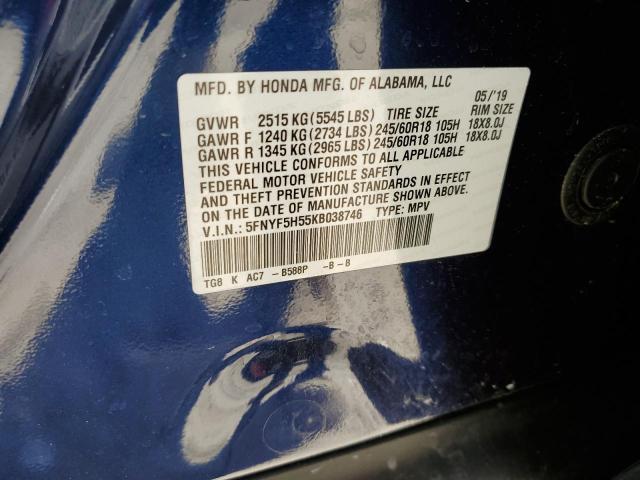 MFD. BY HONDA MFG. OF ALABAMA, LLC 05/'19
GVWR 2515 KG (5545 LBS) TIRE SIZE RIM SIZE
GAWR F 1240 KG (2734 LBS) 245/60R18 105H 18X8.0J
GAWR R 1345 KG (2965 LBS) 245/60R18 105H 18X8.0J
THIS VEHICLE CONFORMS TO ALL APPLICABLE
FEDERAL MOTOR VEHICLE SAFETY
AND THEFT PREVENTION STANDARDS IN EFFECT
ON THE DATE OF MANUFACTURE SHOWN ABOVE.
V.I.N.: 5FNYF5H55KB038746 TYPE: MPV
TG8 K AC7 - B588P -B - B